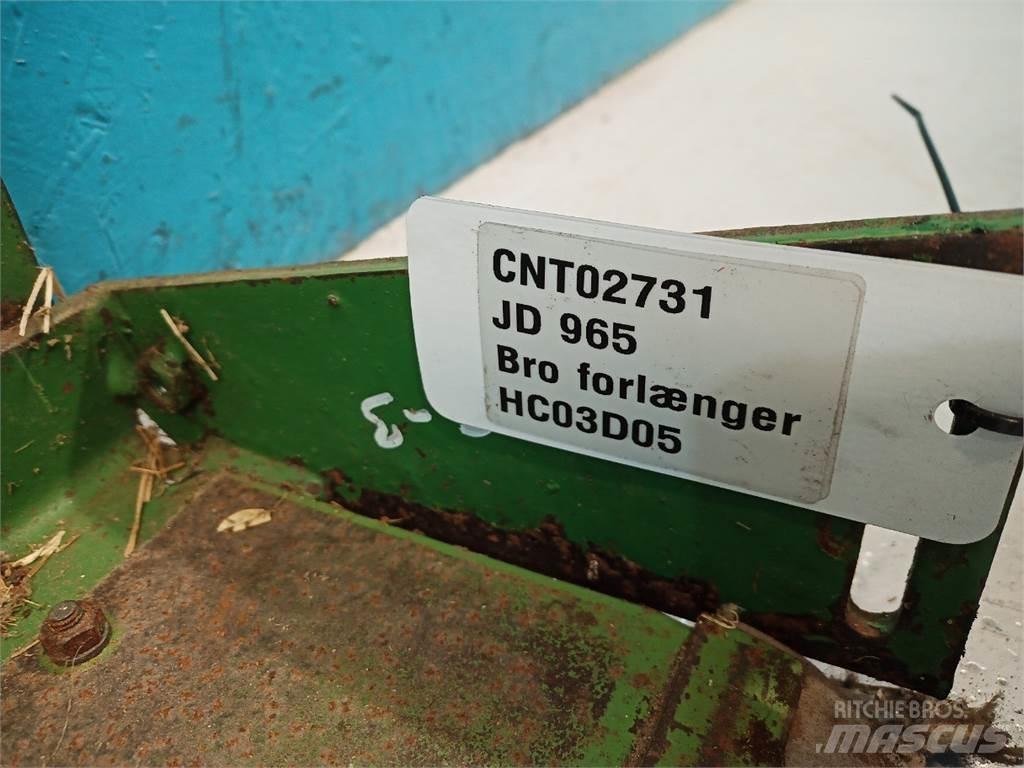 CNT02731
JD 965
Bro forlænger
HC03D05
RITCHIE BROS.
MASCUS